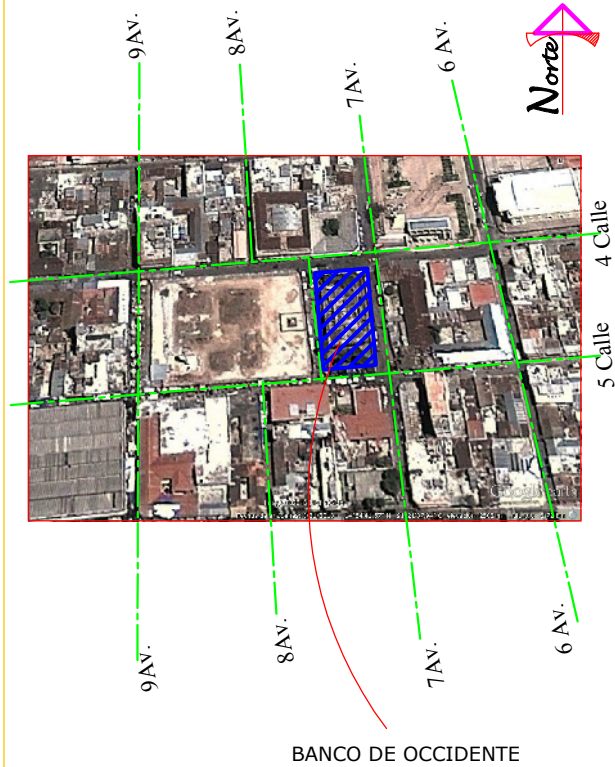 9Av.
8Av.
7Av.
6 Av.
Norte
4 Calle
5 Calle
9Av.
8Av.
7Av.
6 Av.
BANCO DE OCCIDENTE